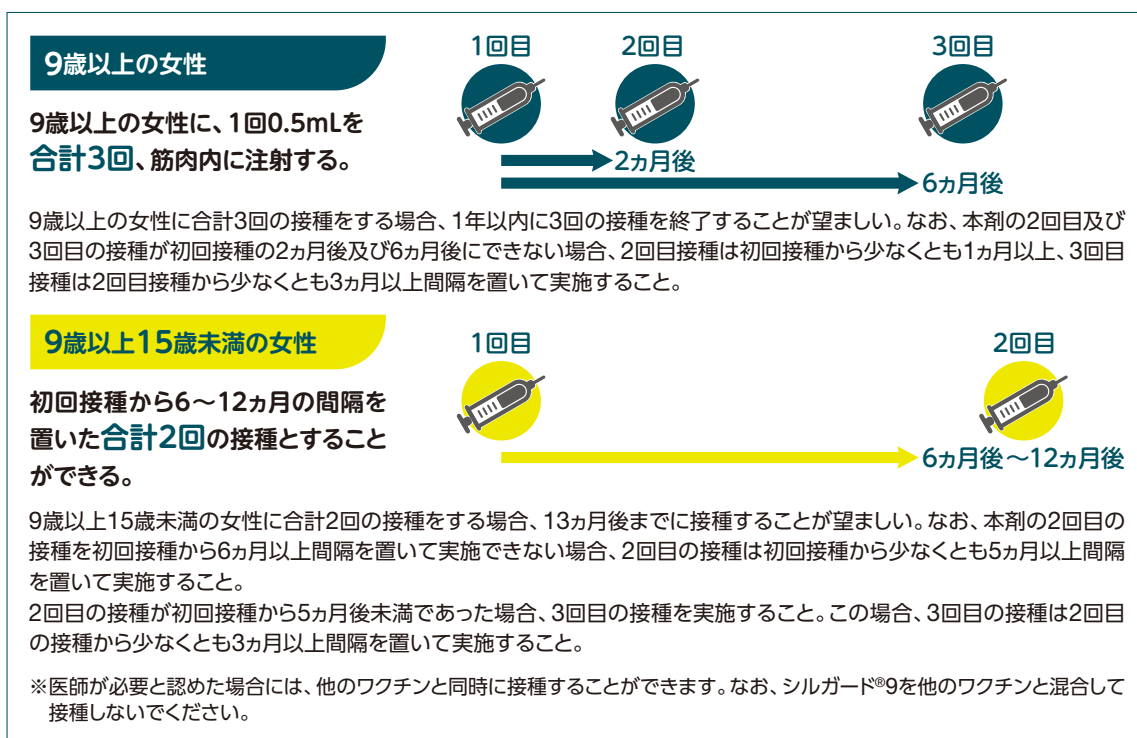 9歳以上の女性
1回目
2回目
3回目
9歳以上の女性に、1回0.5mLを
合計3回、筋肉内に注射する。
2ヵ月後
6ヵ月後
9歳以上の女性に合計3回の接種をする場合、1年以内に3回の接種を終了することが望ましい。なお、本剤の2回目及び
3回目の接種が初回接種の2ヵ月後及び6ヵ月後にできない場合、2回目接種は初回接種から少なくとも1ヵ月以上、3回目
接種は2回目接種から少なくとも3ヵ月以上間隔を置いて実施すること。
9歳以上15歳未満の女性
1回目
2回目
初回接種から6～12ヵ月の間隔を
置いた合計2回の接種とすること
ができる。
6ヵ月後～12ヵ月後
9歳以上15歳未満の女性に合計2回の接種をする場合、13ヵ月後までに接種することが望ましい。なお、本剤の2回目の
接種を初回接種から6ヵ月以上間隔を置いて実施できない場合、2回目の接種は初回接種から少なくとも5ヵ月以上間隔
を置いて実施すること。
2回目の接種が初回接種から5ヵ月後未満であった場合、3回目の接種を実施すること。この場合、3回目の接種は2回目
の接種から少なくとも3ヵ月以上間隔を置いて実施すること。
※医師が必要と認めた場合には、他のワクチンと同時に接種することができます。なお、シルガード®9を他のワクチンと混合して
接種しないでください。